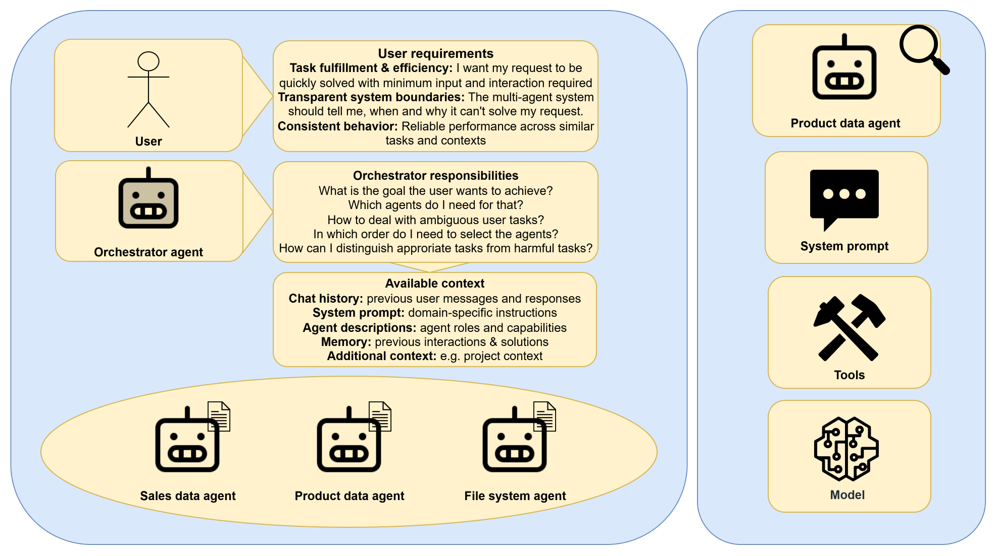 User requirements
Task fulfillment & efficiency: I want my request to be
quickly solved with minimum input and interaction required
Transparent system boundaries: The multi-agent system
should tell me, when and why it can't solve my request.
Consistent behavior: Reliable performance across similar
tasks and contexts
User
Orchestrator responsibilities
What is the goal the user wants to achieve?
Which agents do I need for that?
How to deal with ambiguous user tasks?
In which order do I need to select the agents?
How can I distinguish approriate tasks from harmful tasks?
Orchestrator agent
Available context
Chat history: previous user messages and responses
System prompt: domain-specific instructions
Agent descriptions: agent roles and capabilities
Memory: previous interactions & solutions
Additional context: e.g. project context
Sales data agent
Product data agent
File system agent
Product data agent
System prompt
Tools
Model